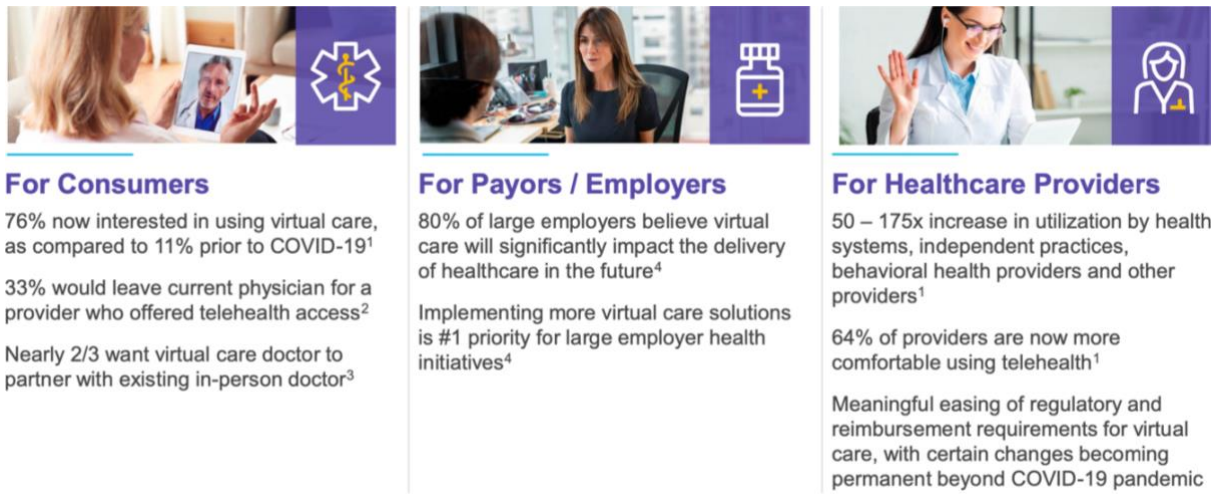 For Consumers
76% now interested in using virtual care,
as compared to 11% prior to COVID-19¹
33% would leave current physician for a
provider who offered telehealth access²
Nearly 2/3 want virtual care doctor to
partner with existing in-person doctor³
For Payors / Employers
80% of large employers believe virtual
care will significantly impact the delivery
of healthcare in the future⁴
Implementing more virtual care solutions
is #1 priority for large employer health
initiatives⁴
For Healthcare Providers
50 – 175x increase in utilization by health
systems, independent practices,
behavioral health providers and other
providers¹
64% of providers are now more
comfortable using telehealth¹
Meaningful easing of regulatory and
reimbursement requirements for virtual
care, with certain changes becoming
permanent beyond COVID-19 pandemic